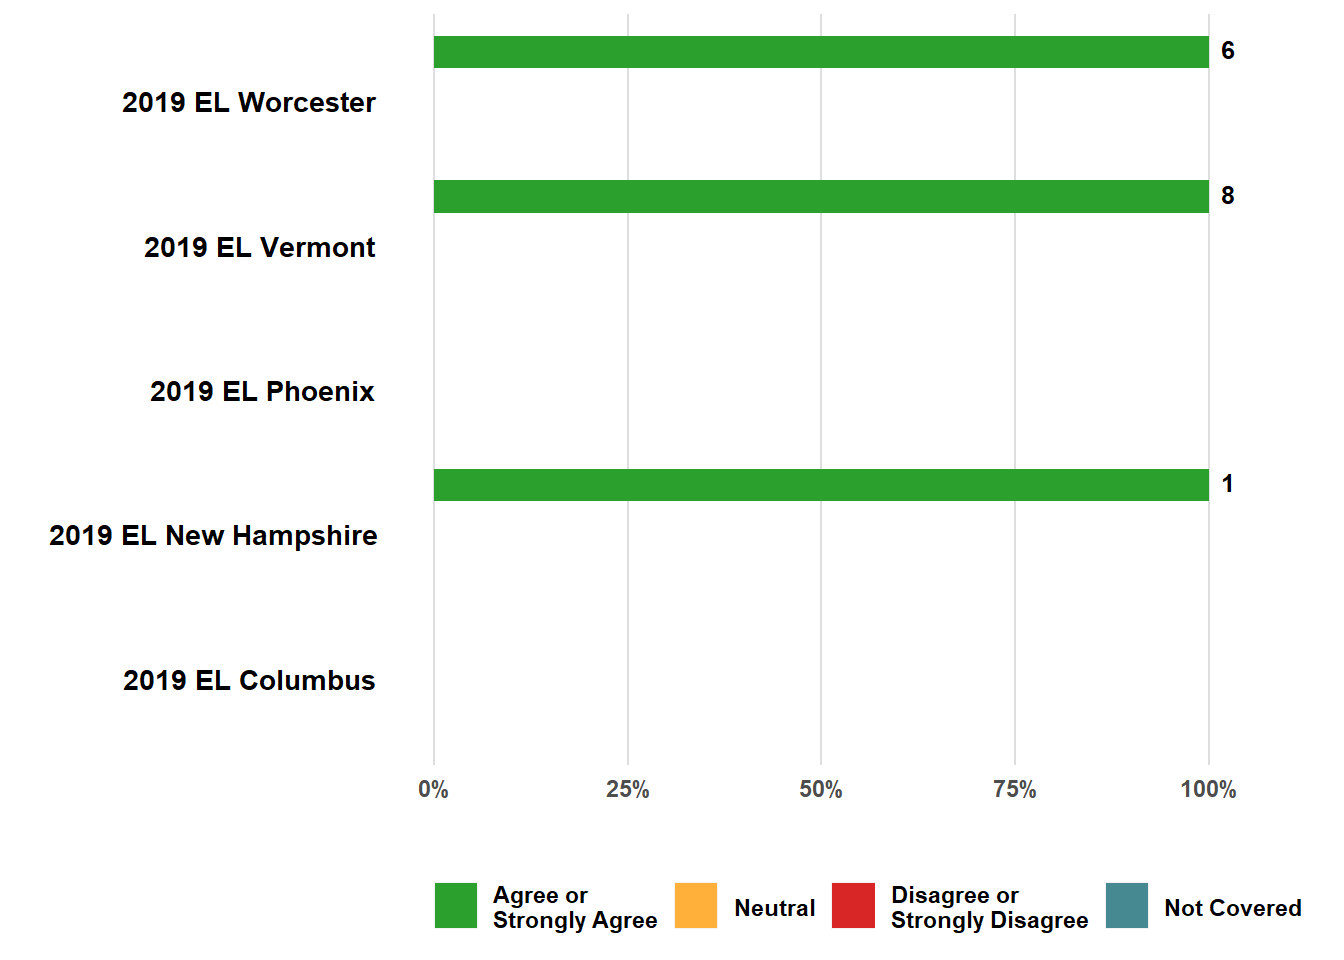 6
2019 EL Worcester
8
2019 EL Vermont
2019 EL Phoenix
1
2019 EL New Hampshire
2019 EL Columbus
0% 25% 50% 75% 100%
Agree or
Strongly Agree
Neutral
Disagree or
Strongly Disagree
Not Covered